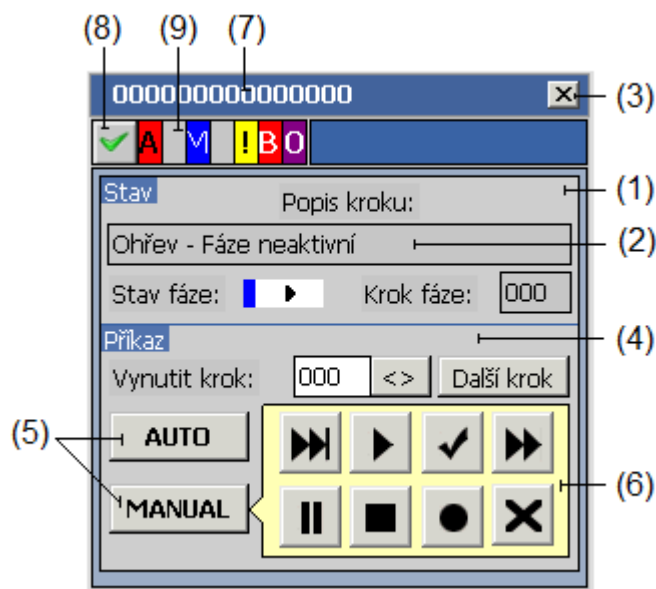 (8) (9) (7)
000000000000000
(3)
A M ! B O
Stav
(1)
Popis kroku:
Ohřev - Fáze neaktivní
(2)
Stav fáze: Krok fáze: 000
Příkaz
(4)
Vynutit krok: 000 <> Další krok
(5)
AUTO
MANUAL
(6)